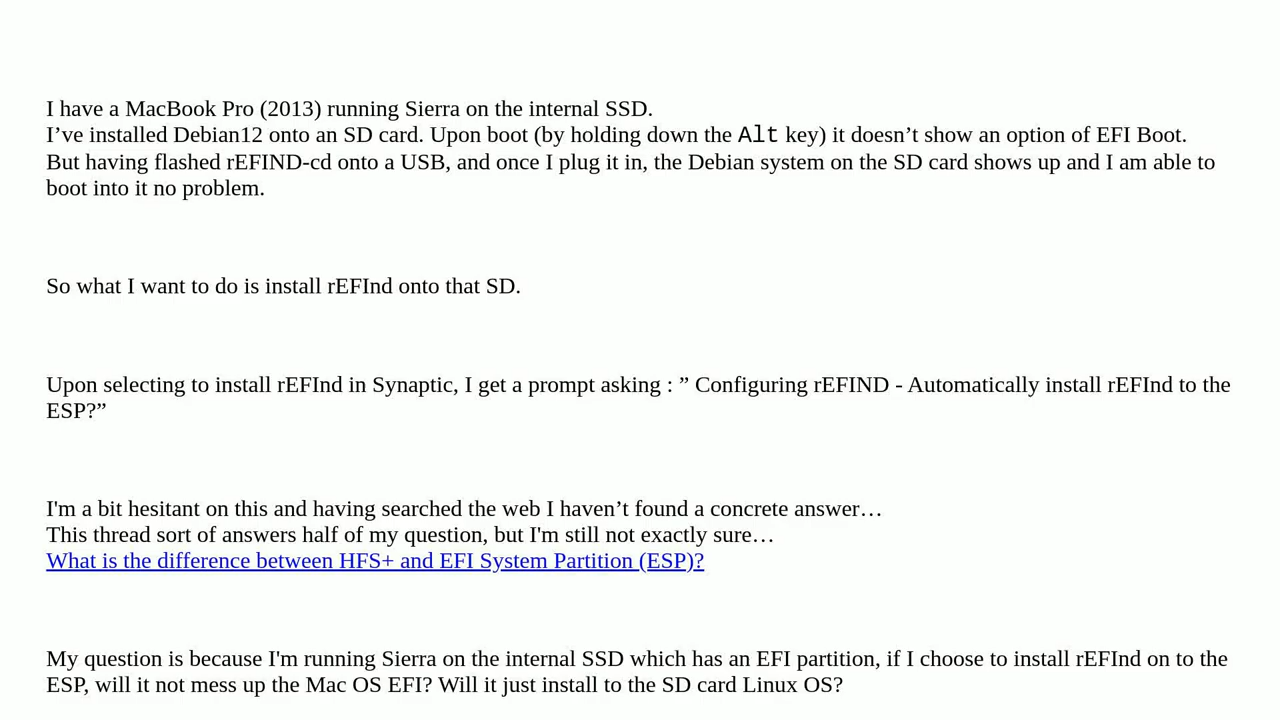 I have a MacBook Pro (2013) running Sierra on the internal SSD.
I’ve installed Debian12 onto an SD card. Upon boot (by holding down the Alt key) it doesn’t show an option of EFI Boot.
But having flashed rEFIND-cd onto a USB, and once I plug it in, the Debian system on the SD card shows up and I am able to
boot into it no problem.
So what I want to do is install rEFInd onto that SD.
Upon selecting to install rEFInd in Synaptic, I get a prompt asking : ” Configuring rEFIND - Automatically install rEFInd to the
ESP?”
I'm a bit hesitant on this and having searched the web I haven’t found a concrete answer…
This thread sort of answers half of my question, but I'm still not exactly sure…
What is the difference between HFS+ and EFI System Partition (ESP)?
My question is because I'm running Sierra on the internal SSD which has an EFI partition, if I choose to install rEFInd on to the
ESP, will it not mess up the Mac OS EFI? Will it just install to the SD card Linux OS?